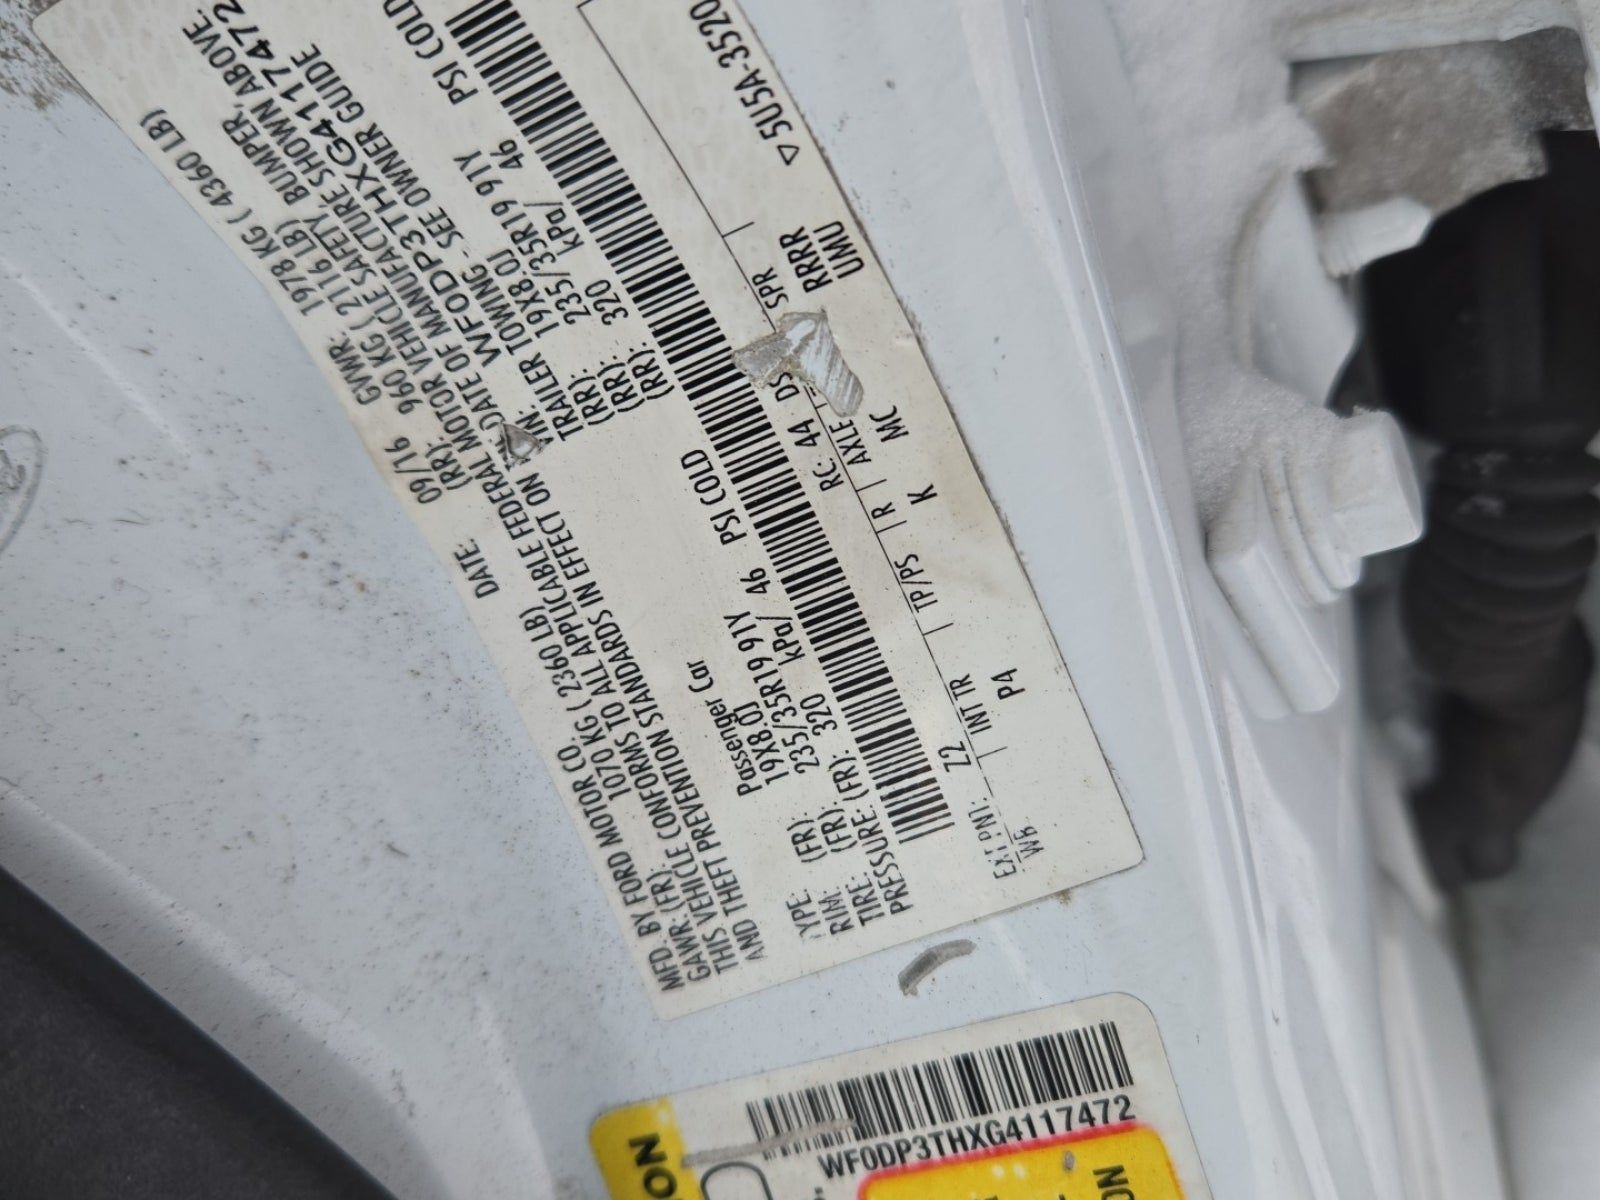 MFD. BY FORD MOTOR CO. DATE: 09/16 GVWR: 1978 KG ( 4360 LB)
GAWR: (FR): 1070 KG ( 2360 LB) (RR): 960 KG ( 2116 LB)
THIS VEHICLE CONFORMS TO ALL APPLICABLE FEDERAL MOTOR VEHICLE SAFETY, BUMPER,
AND THEFT PREVENTION STANDARDS IN EFFECT ON DATE OF MANUFACTURE SHOWN ABOVE.
VIN: WF0DP3THXG4117472
TYPE: Passenger Car TRAILER TOWING - SEE OWNER GUIDE
RIM: (FR): 19X8.0J (RR): 19X8.0J
TIRE: (FR): 235/35R19 91Y (RR): 235/35R19 91Y
PRESSURE: (FR): 320 kPa/ 46 PSI COLD (RR): 320 kPa/ 46 PSI COLD
EXT PNT: Z2 RC: 44 DS
WB INT TR TP/PS R AXLE SPR
P4 K MC RRRR
UMU
▷ 5U5A-3520
WF0DP3THXG4117472
ON
ON